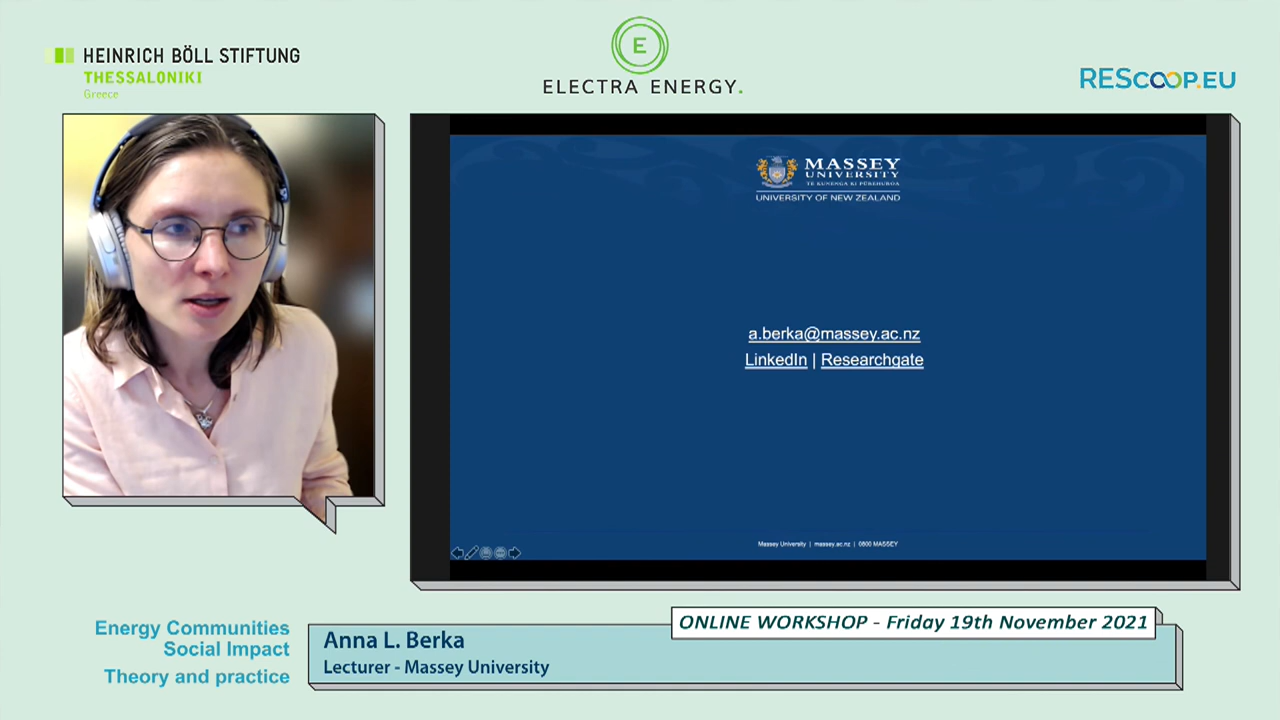 HEINRICH BÖLL STIFTUNG
THESSALONIKI
Greece
E
ELECTRA ENERGY.
REScooP.EU
MASSEY
UNIVERSITY
TE KUNENGA KI PŪREHUROA
UNIVERSITY OF NEW ZEALAND
a.berka@massey.ac.nz
LinkedIn | Researchgate
Massey University | massey.ac.nz | 0800 MASSEY
ONLINE WORKSHOP - Friday 19th November 2021
Energy Communities
Social Impact
Theory and practice
Anna L. Berka
Lecturer - Massey University